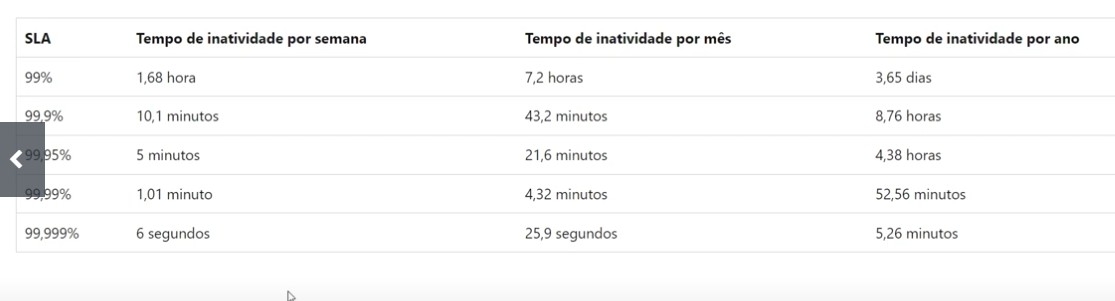 SLA Tempo de inatividade por semana Tempo de inatividade por mês Tempo de inatividade por ano
99% 1,68 hora 7,2 horas 3,65 dias
99,9% 10,1 minutos 43,2 minutos 8,76 horas
99,95% 5 minutos 21,6 minutos 4,38 horas
99,99% 1,01 minuto 4,32 minutos 52,56 minutos
99,999% 6 segundos 25,9 segundos 5,26 minutos